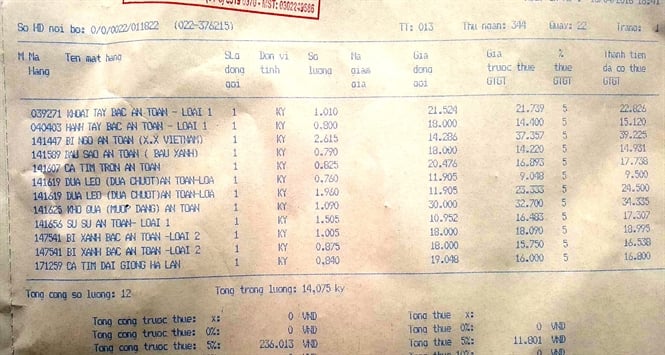 MST: 0302249586
So HD noi bo: 0/0/0022/011822 (022-376215) TT: 013 Thu ngan: 344 Quay: 22 Trang: 1
M Ma Hang Ten mat hang SLg dong goi Don vi tinh So luong Ma giam gia Gia dong goi Gia truoc thue GTGT % thue GTGT Thanh tien da co thue GTGT
039271 KHOAI TAY BAC AN TOAN - LOAI 1 1 KY 1.010 21.524 21.739 5 22.826
040403 HANH TAY BAC AN TOAN - LOAI 1 1 KY 0.800 18.000 14.400 5 15.120
141447 BI NGO AN TOAN (X.X VIETNAM) 1 KY 2.615 14.286 37.357 5 39.225
141589 BAU SAO AN TOAN ( BAU XANH) 1 KY 0.790 18.000 14.220 5 14.931
141607 CA TIM TRON AN TOAN 1 KY 0.825 20.476 16.893 5 17.738
141619 DUA LEO (DUA CHUOT)AN TOAN-LOA 1 KY 0.760 11.905 9.048 5 9.500
141619 DUA LEO (DUA CHUOT)AN TOAN-LOA 1 KY 1.960 11.905 23.333 5 24.500
141625 KHO QUA (MUOP DANG) AN TOAN 1 KY 1.090 30.000 32.700 5 34.335
141656 SU SU AN TOAN- LOAI 1 1 KY 1.505 10.952 16.483 5 17.307
147541 BI XANH BAC AN TOAN -LOAI 2 1 KY 1.005 18.000 18.090 5 18.995
147541 BI XANH BAC AN TOAN -LOAI 2 1 KY 0.875 18.000 15.750 5 16.538
171259 CA TIM DAI GIONG HA LAN 1 KY 0.840 19.048 16.000 5 16.800
Tong cong so luong: 12 Tong trong luong: 14,075 ky
Tong cong truoc thue: x: 0 VND Tong thue x: 0 VND
Tong cong truoc thue: 0%: 0 VND Tong thue 0%: 0 VND
Tong cong truoc thue: 5%: 236.013 VND Tong thue 5%: 11.801 VND